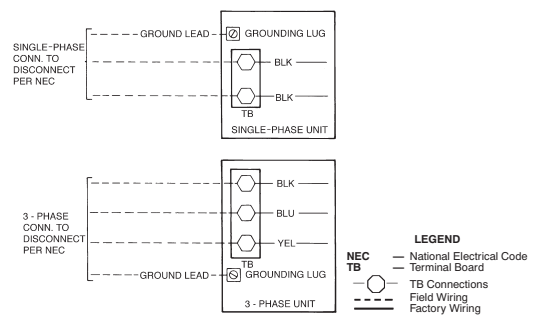 GROUND LEAD GROUNDING LUG
SINGLE-PHASE
CONN. TO
DISCONNECT
PER NEC
BLK
BLK
TB
SINGLE-PHASE UNIT
BLK
BLU
YEL
3 - PHASE
CONN. TO
DISCONNECT
PER NEC
TB
GROUND LEAD GROUNDING LUG
3 - PHASE UNIT
LEGEND
NEC — National Electrical Code
TB — Terminal Board
TB Connections
Field Wiring
Factory Wiring